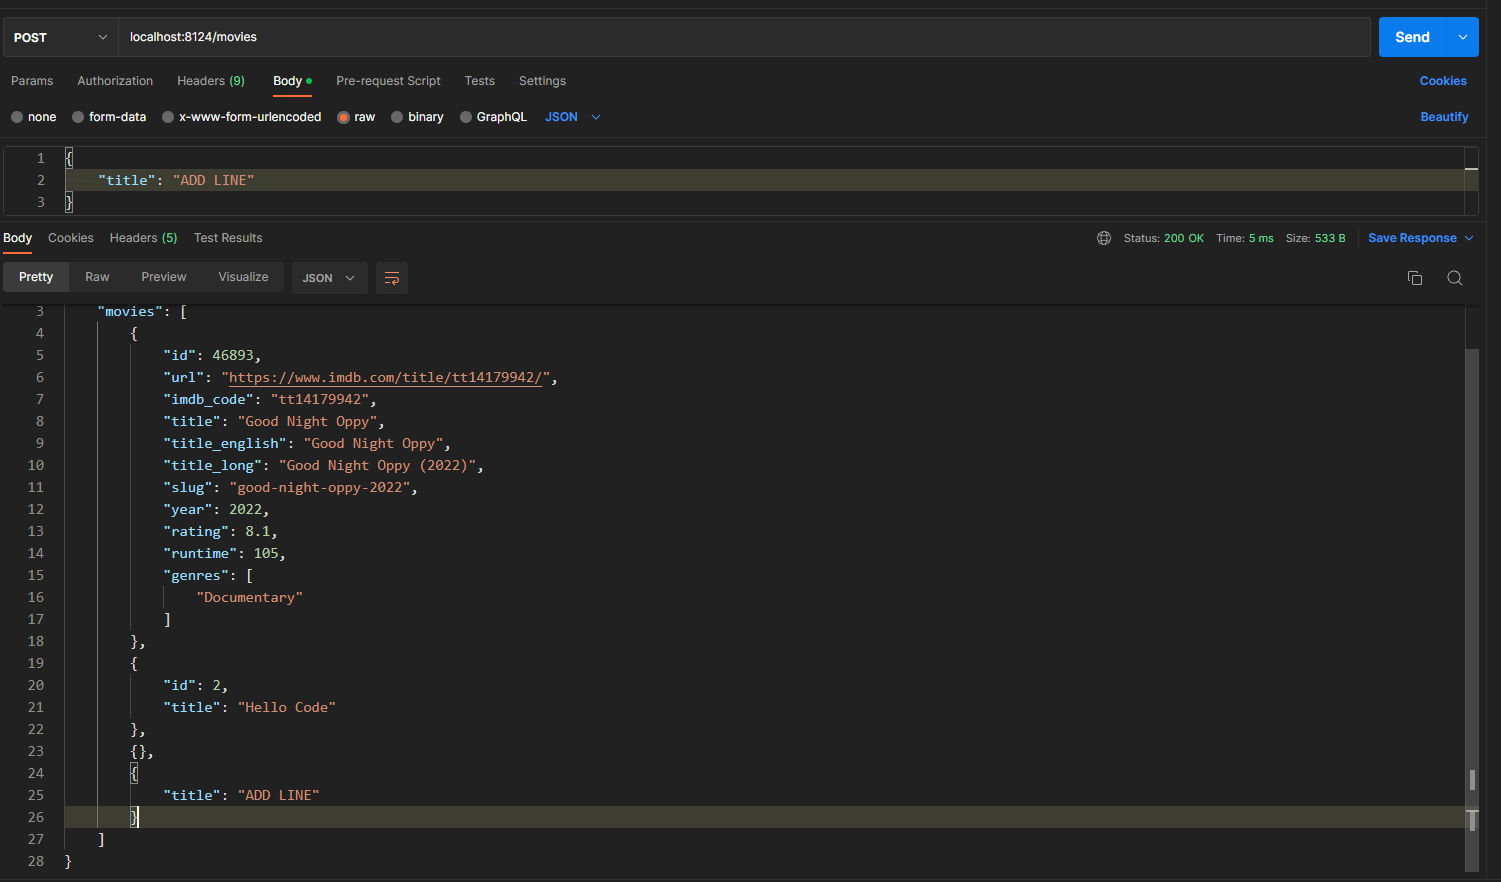 POST localhost:8124/movies Send
Params Authorization Headers (9) Body Pre-request Script Tests Settings Cookies
none form-data x-www-form-urlencoded raw binary GraphQL JSON Beautify
1 {
2 "title": "ADD LINE"
3 }
Body Cookies Headers (5) Test Results Status: 200 OK Time: 5 ms Size: 533 B Save Response
Pretty Raw Preview Visualize JSON
3 "movies": [
4 {
5 "id": 46893,
6 "url": "https://www.imdb.com/title/tt14179942/",
7 "imdb_code": "tt14179942",
8 "title": "Good Night Oppy",
9 "title_english": "Good Night Oppy",
10 "title_long": "Good Night Oppy (2022)",
11 "slug": "good-night-oppy-2022",
12 "year": 2022,
13 "rating": 8.1,
14 "runtime": 105,
15 "genres": [
16 "Documentary"
17 ]
18 },
19 {
20 "id": 2,
21 "title": "Hello Code"
22 },
23 {},
24 {
25 "title": "ADD LINE"
26 }
27 ]
28 }